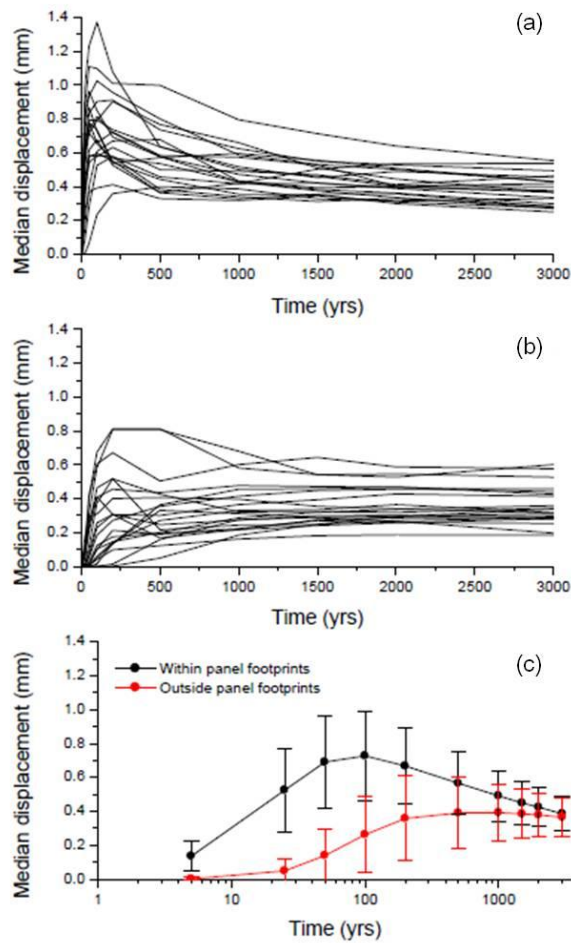 (a)
Median displacement (mm)
1.4
1.2
1.0
0.8
0.6
0.4
0.2
0.0
0 500 1000 1500 2000 2500 3000
Time (yrs)
(b)
Median displacement (mm)
1.4
1.2
1.0
0.8
0.6
0.4
0.2
0.0
0 500 1000 1500 2000 2500 3000
Time (yrs)
(c)
Median displacement (mm)
1.4
1.2
1.0
0.8
0.6
0.4
0.2
0.0
Within panel footprints
Outside panel footprints
1 10 100 1000
Time (yrs)